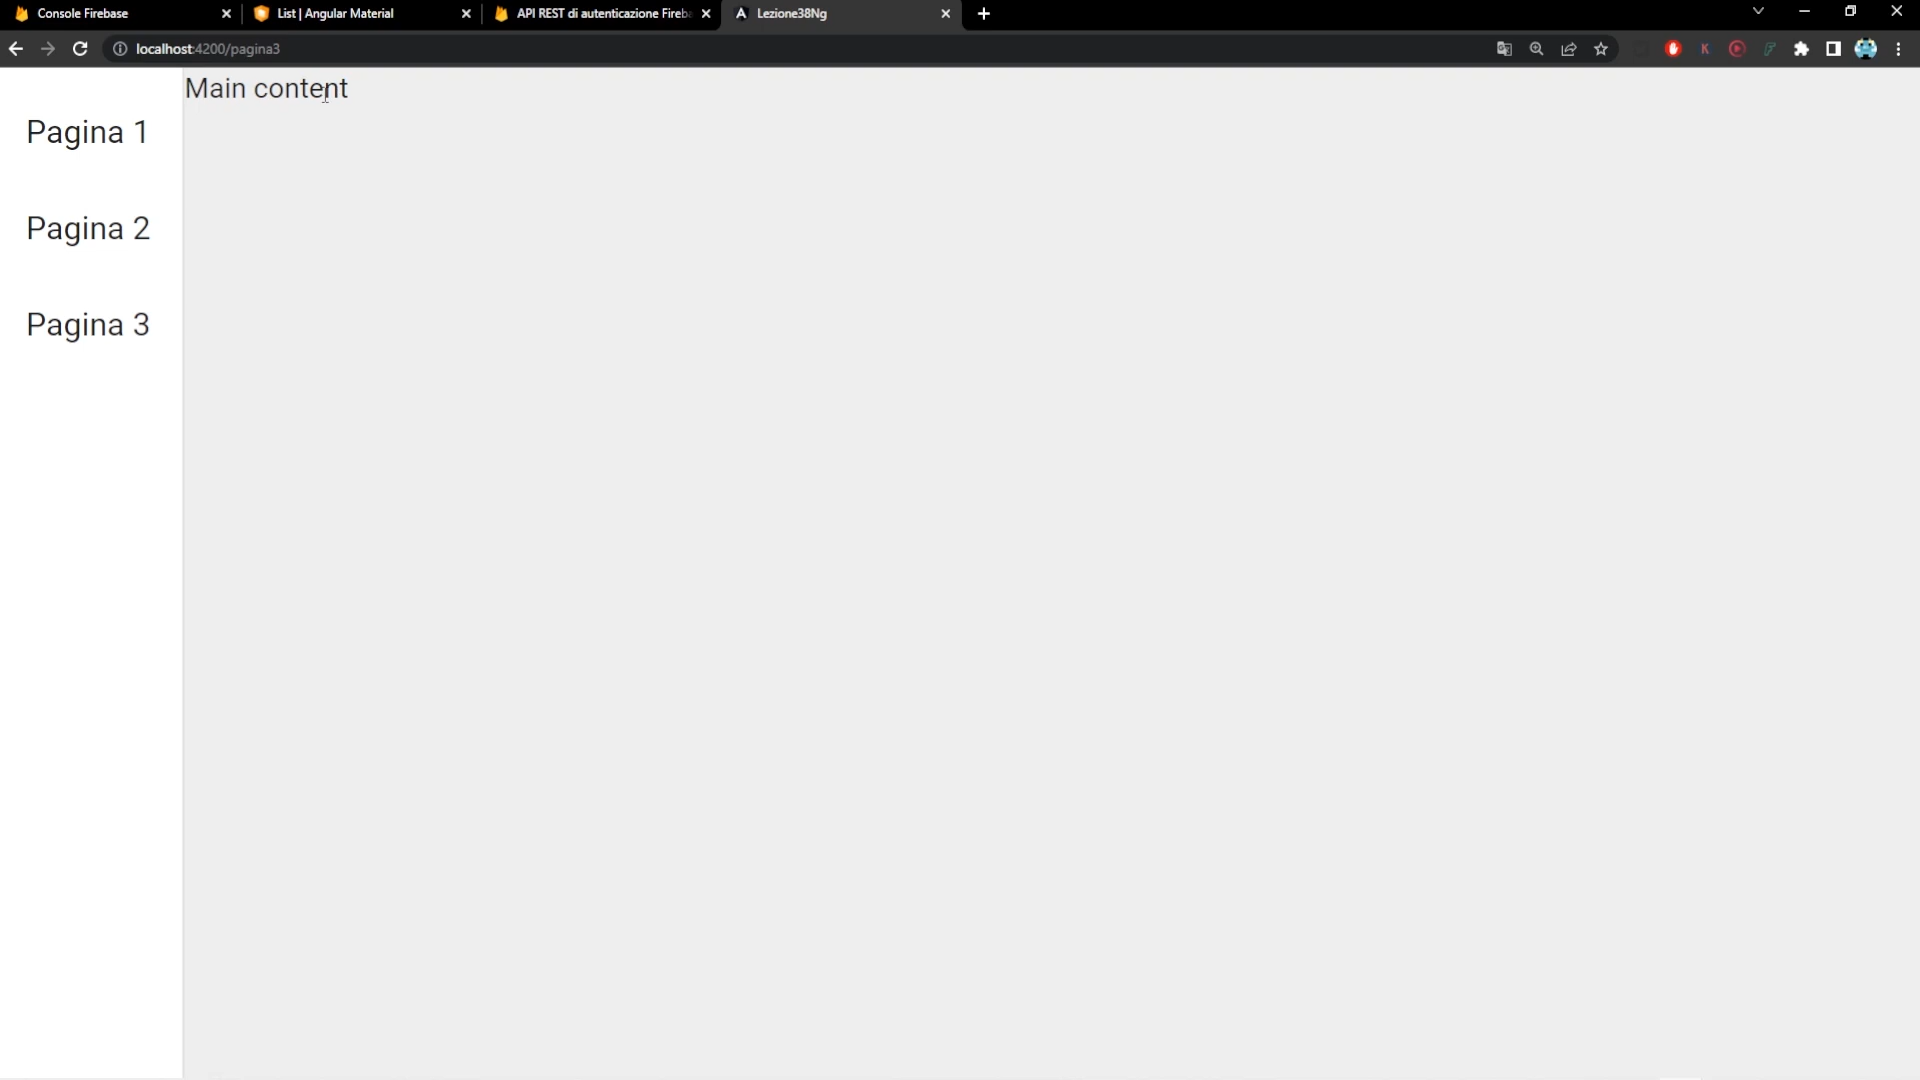 Console Firebase
List | Angular Material
API REST di autenticazione Fireb
Lezione38Ng
localhost:4200/pagina3
Main content
Pagina 1
Pagina 2
Pagina 3